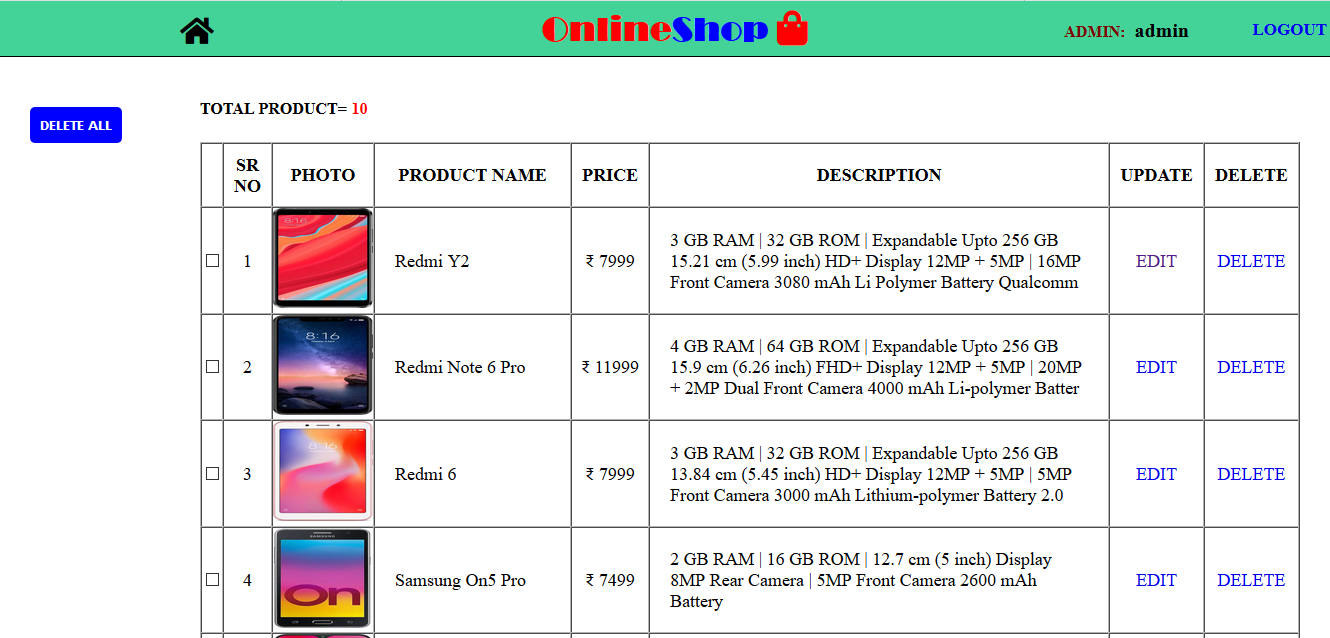 OnlineShop
ADMIN: admin
LOGOUT
DELETE ALL
TOTAL PRODUCT= 10
SR NO
PHOTO
PRODUCT NAME
PRICE
DESCRIPTION
UPDATE
DELETE
1
8:16
Redmi Y2
₹ 7999
3 GB RAM | 32 GB ROM | Expandable Upto 256 GB
15.21 cm (5.99 inch) HD+ Display 12MP + 5MP | 16MP
Front Camera 3080 mAh Li Polymer Battery Qualcomm
EDIT
DELETE
2
8:16
Redmi Note 6 Pro
₹ 11999
4 GB RAM | 64 GB ROM | Expandable Upto 256 GB
15.9 cm (6.26 inch) FHD+ Display 12MP + 5MP | 20MP
+ 2MP Dual Front Camera 4000 mAh Li-polymer Batter
EDIT
DELETE
3
8:16
Redmi 6
₹ 7999
3 GB RAM | 32 GB ROM | Expandable Upto 256 GB
13.84 cm (5.45 inch) HD+ Display 12MP + 5MP | 5MP
Front Camera 3000 mAh Lithium-polymer Battery 2.0
EDIT
DELETE
4
SAMSUNG
On
Samsung On5 Pro
₹ 7499
2 GB RAM | 16 GB ROM | 12.7 cm (5 inch) Display
8MP Rear Camera | 5MP Front Camera 2600 mAh
Battery
EDIT
DELETE